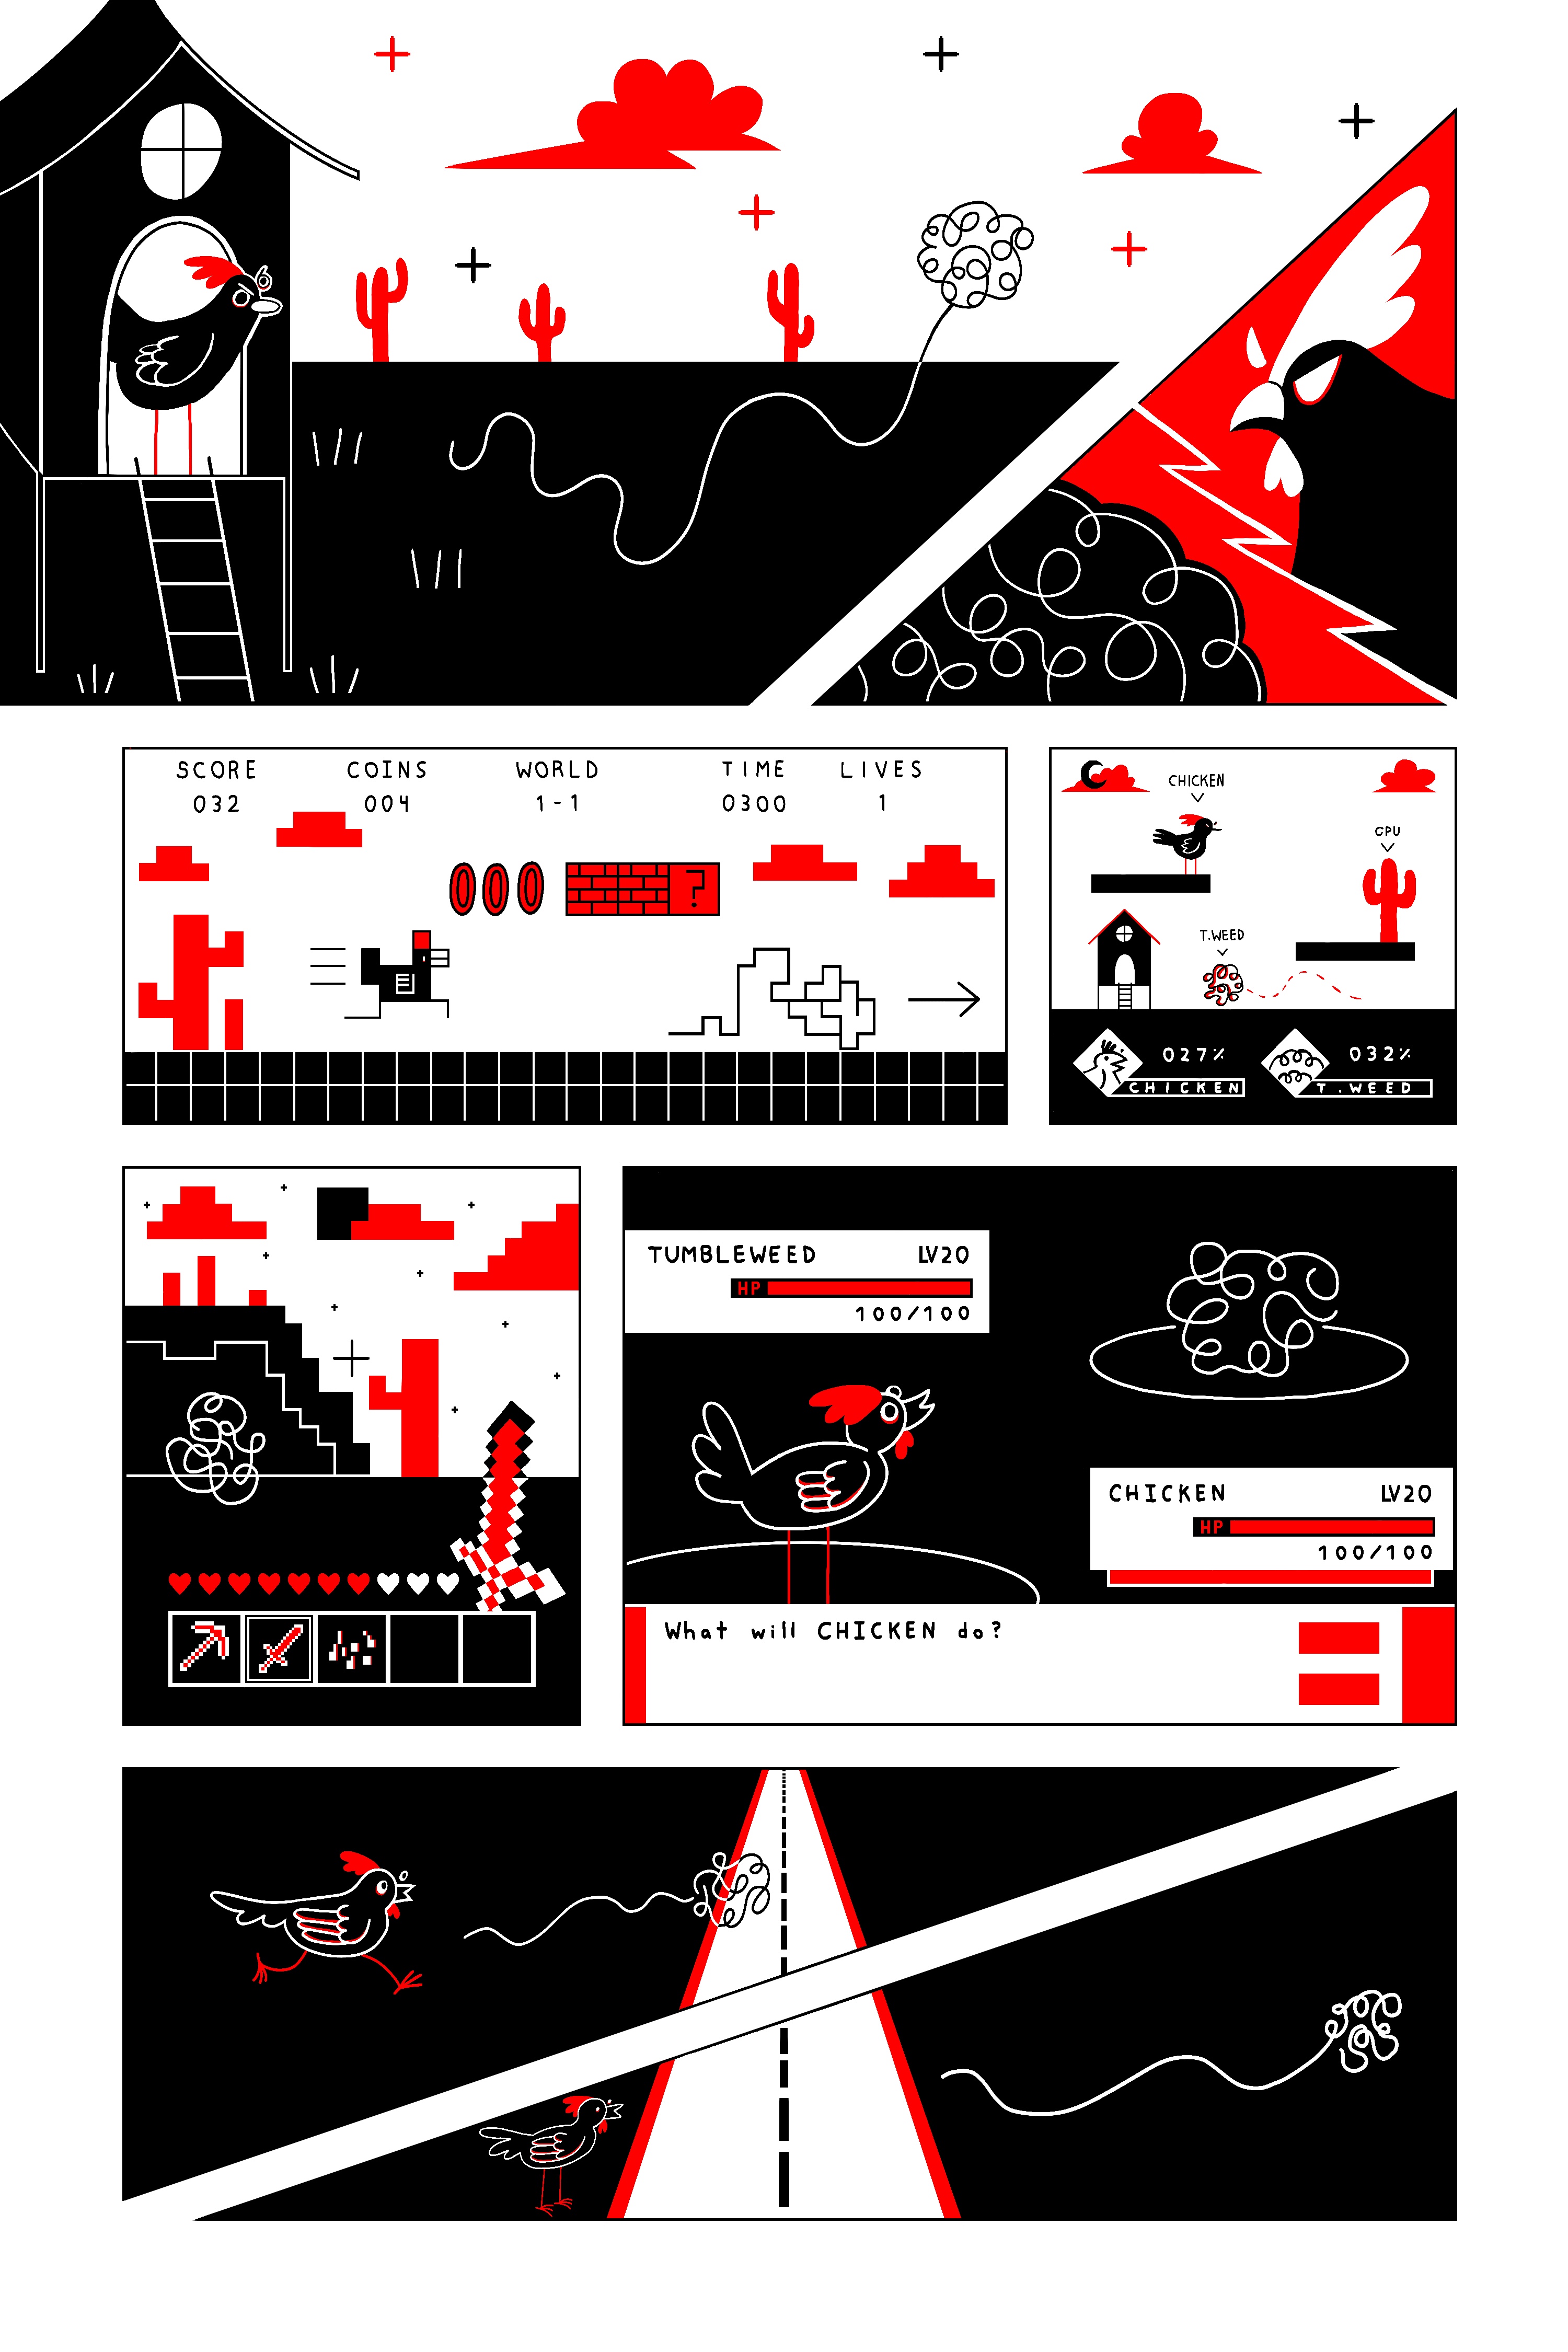 SCORE COINS WORLD TIME LIVES
032 004 1-1 0300 1
?
CHICKEN
CPU
T.WEED
027% 032%
CHICKEN T.WEED
TUMBLEWEED LV20
HP
100/100
CHICKEN LV20
HP
100/100
What will CHICKEN do?